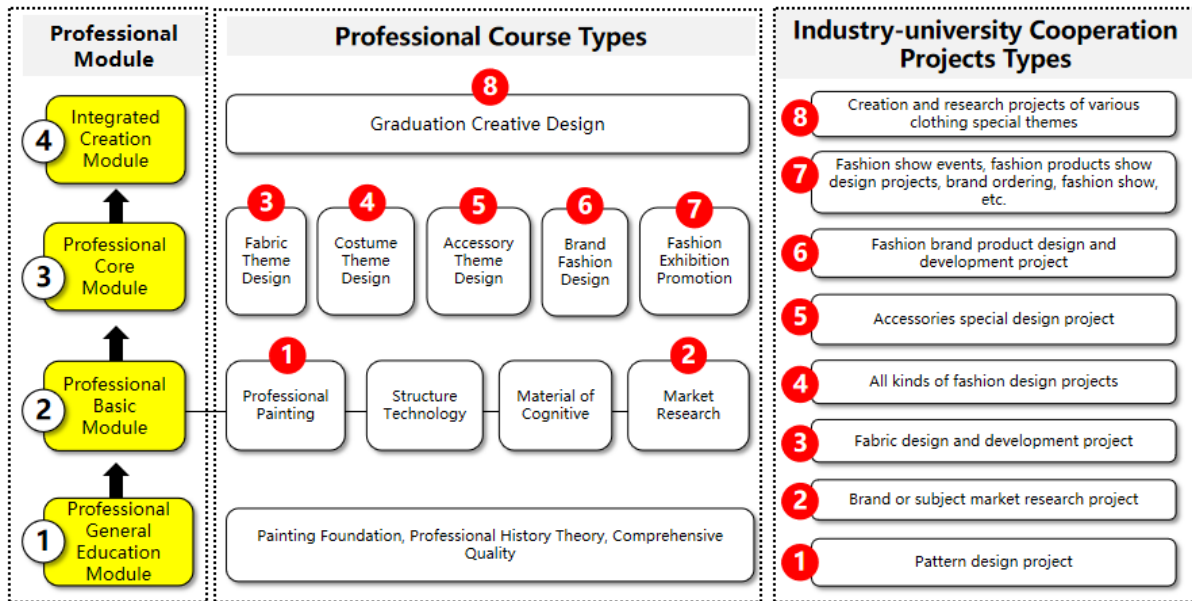 Professional
Module
4
Integrated
Creation
Module
3
Professional
Core
Module
2
Professional
Basic
Module
1
Professional
General
Education
Module
Professional Course Types
8
Graduation Creative Design
3
Fabric
Theme
Design
4
Costume
Theme
Design
5
Accessory
Theme
Design
6
Brand
Fashion
Design
7
Fashion
Exhibition
Promotion
1
Professional
Painting
Structure
Technology
Material of
Cognitive
2
Market
Research
Painting Foundation, Professional History Theory, Comprehensive
Quality
Industry-university Cooperation
Projects Types
8
Creation and research projects of various
clothing special themes
7
Fashion show events, fashion products show
design projects, brand ordering, fashion show,
etc.
6
Fashion brand product design and
development project
5
Accessories special design project
4
All kinds of fashion design projects
3
Fabric design and development project
2
Brand or subject market research project
1
Pattern design project